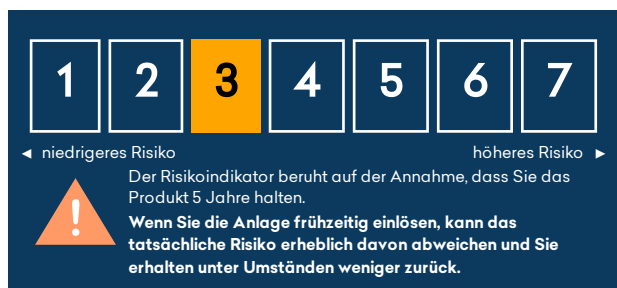 1 2 3 4 5 6 7
◄ niedrigeres Risiko höheres Risiko ►
Der Risikoindikator beruht auf der Annahme, dass Sie das
Produkt 5 Jahre halten.
!
Wenn Sie die Anlage frühzeitig einlösen, kann das
tatsächliche Risiko erheblich davon abweichen und Sie
erhalten unter Umständen weniger zurück.